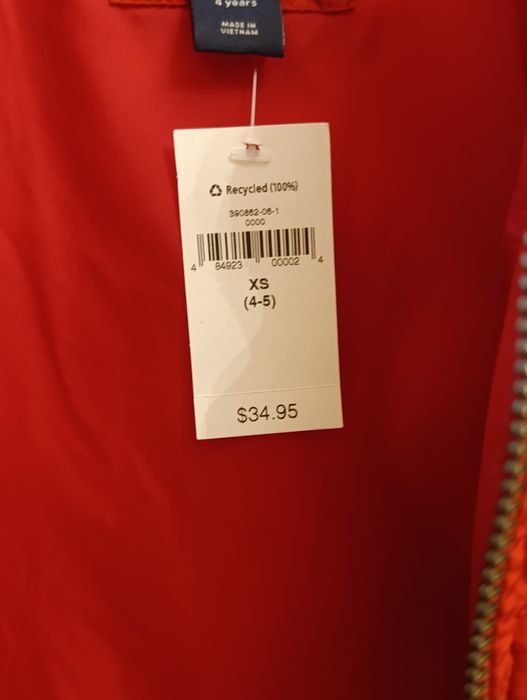 4 years
MADE IN
VIETNAM
Recycled (100%)
390862-06-1
0000
4 84923 00002 4
XS
(4-5)
$34.95